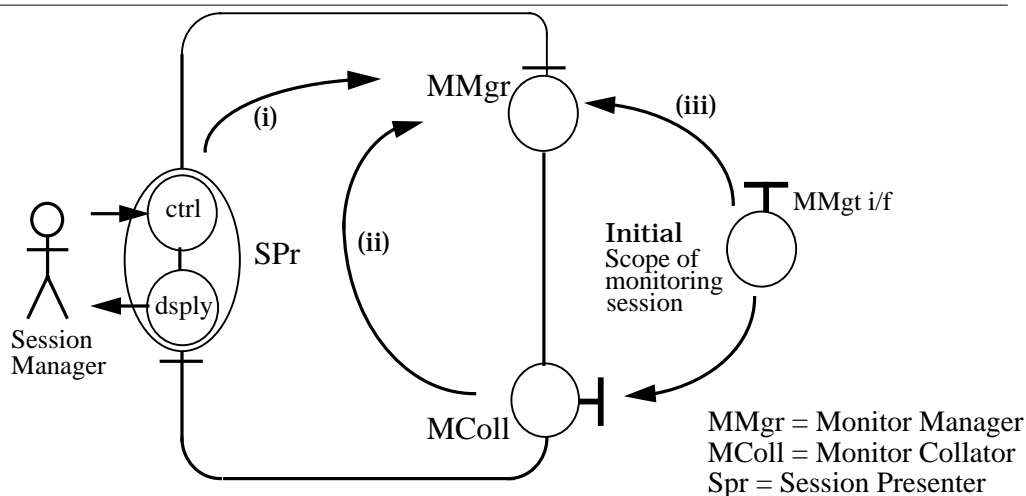 MMgr
(i)
(iii)
ctrl
MMgt i/f
SPr
(ii)
Initial
Scope of
monitoring
session
dsply
Session
Manager
MColl
MMgr = Monitor Manager
MColl = Monitor Collator
Spr = Session Presenter